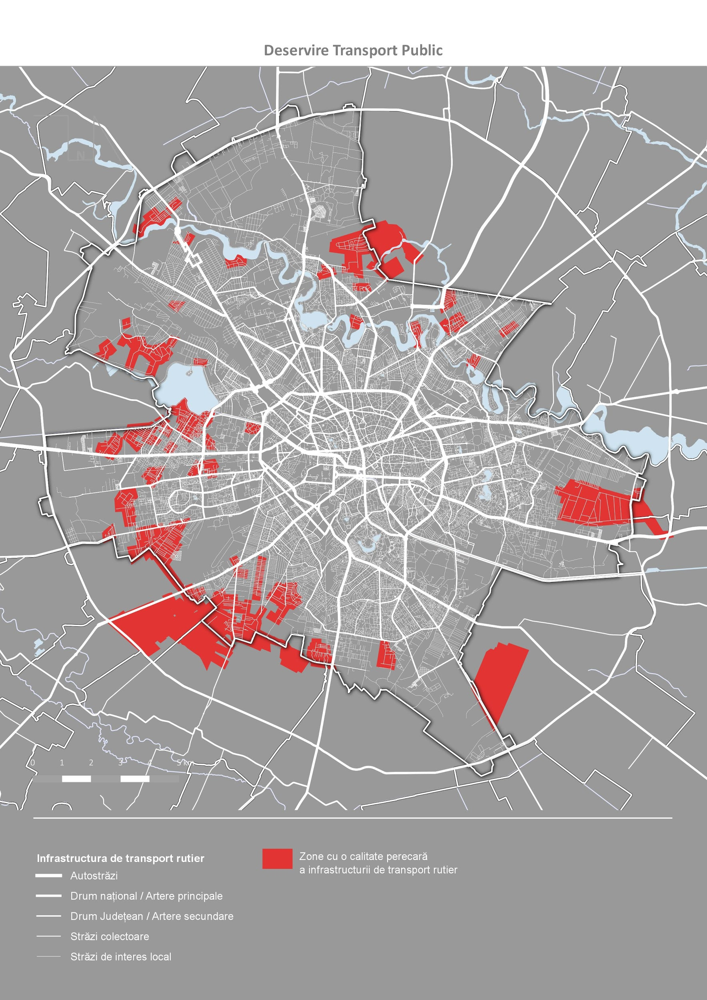 Deservire Transport Public
N
0 1 2 3 4 5 km
Infrastructura de transport rutier
Autostrăzi
Drum național / Artere principale
Drum Județean / Artere secundare
Străzi colectoare
Străzi de interes local
Zone cu o calitate perecară
a infrastructurii de transport rutier